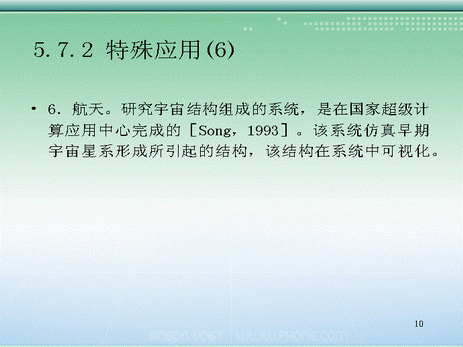 5.7.2 特殊应用(6)
• 6. 航天。研究宇宙结构组成的系统，是在国家超级计
算应用中心完成的［Song, 1993］。该系统仿真早期
宇宙星系形成所引起的结构，该结构在系统中可视化。
10